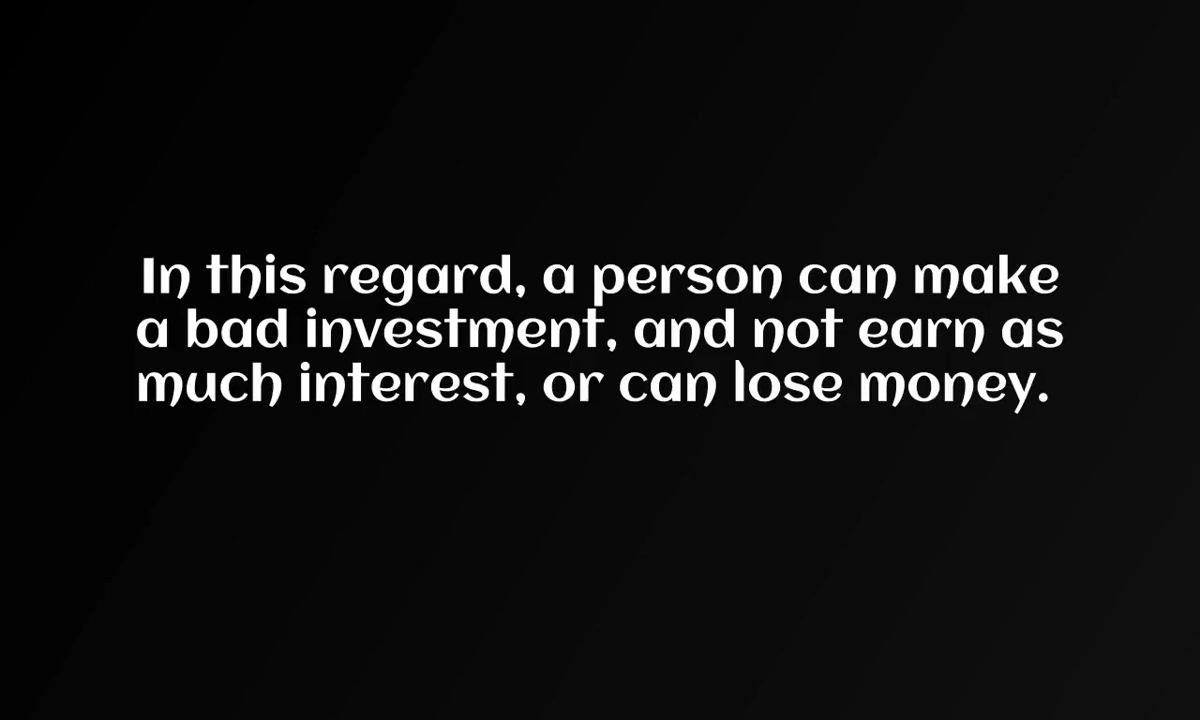 In this regard, a person can make
a bad investment, and not earn as
much interest, or can lose money.